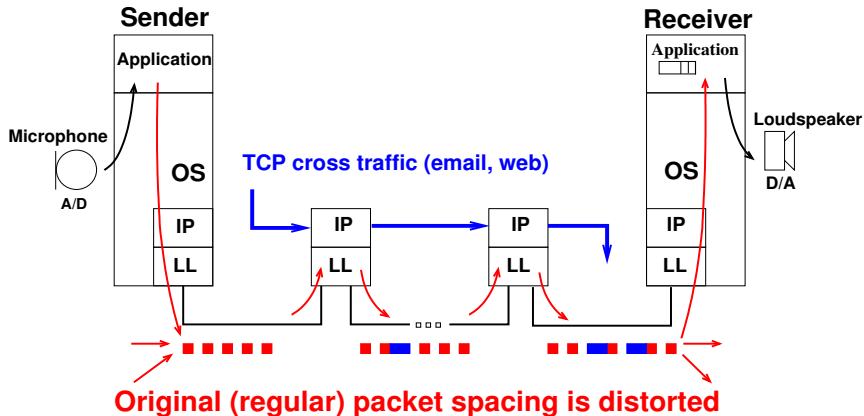 Sender
Receiver
Application
Application
Microphone
A/D
OS
TCP cross traffic (email, web)
OS
Loudspeaker
D/A
IP
IP
IP
IP
LL
LL
LL
LL
Original (regular) packet spacing is distorted